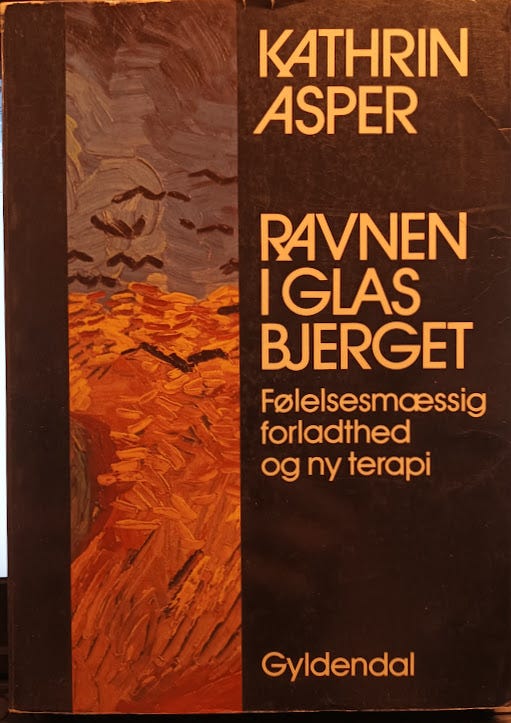 KATHRIN
ASPER
RAVNEN
I GLAS
BJERGET
Følelsesmæssig
forladthed
og ny terapi
Gyldendal